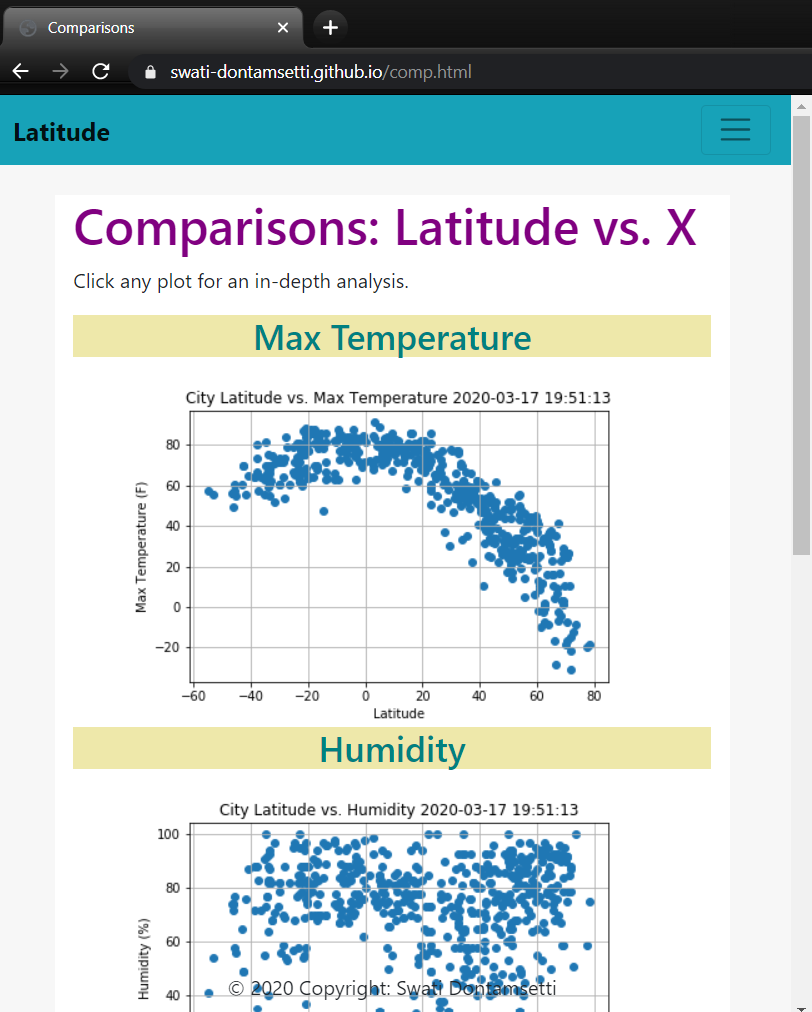 Comparisons
swati-dontamsetti.github.io/comp.html
Latitude
Comparisons: Latitude vs. X
Click any plot for an in-depth analysis.
Max Temperature
City Latitude vs. Max Temperature 2020-03-17 19:51:13
Max Temperature (F)
80
60
40
20
0
−20
−60 −40 −20 0 20 40 60 80
Latitude
Humidity
City Latitude vs. Humidity 2020-03-17 19:51:13
Humidity (%)
100
80
60
40
© 2020 Copyright: Swati Dontamsetti